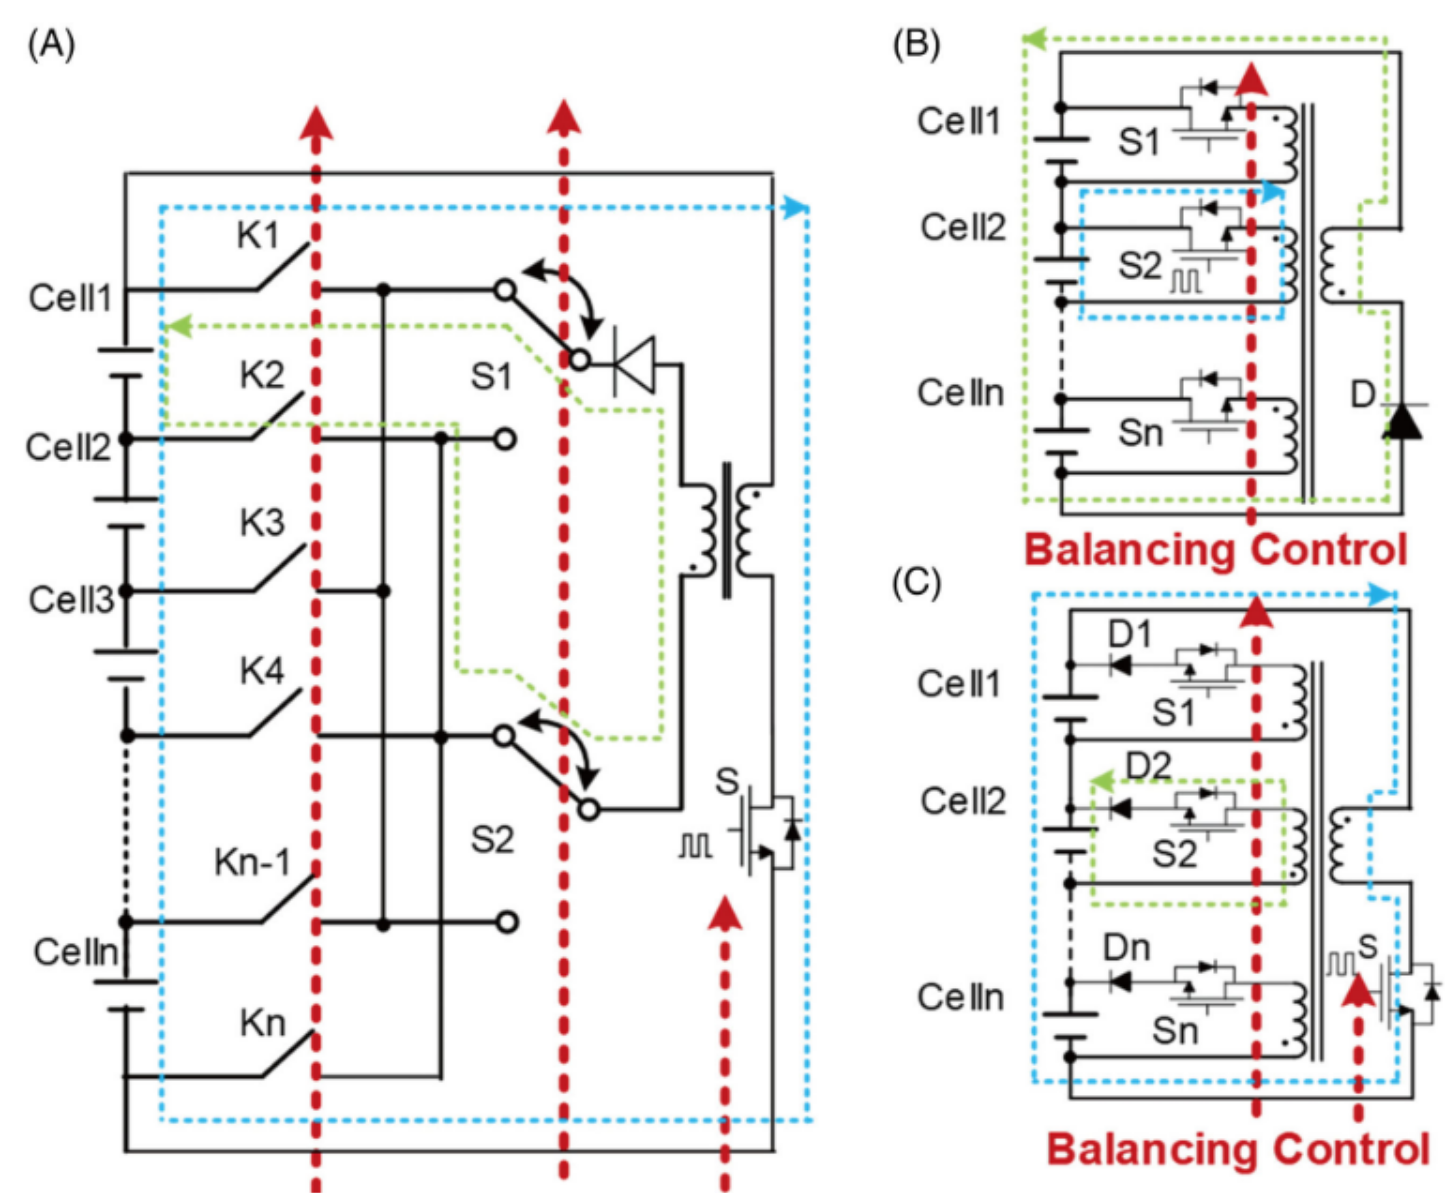 (A)
K1
Cell1
K2
S1
Cell2
K3
Cell3
K4
S
S2
Kn-1
Celln
Kn
(B)
Cell1
S1
Cell2
S2
Celln
D
Sn
Balancing Control
(C)
D1
Cell1
S1
D2
Cell2
S2
Dn
S
Celln
Sn
Balancing Control